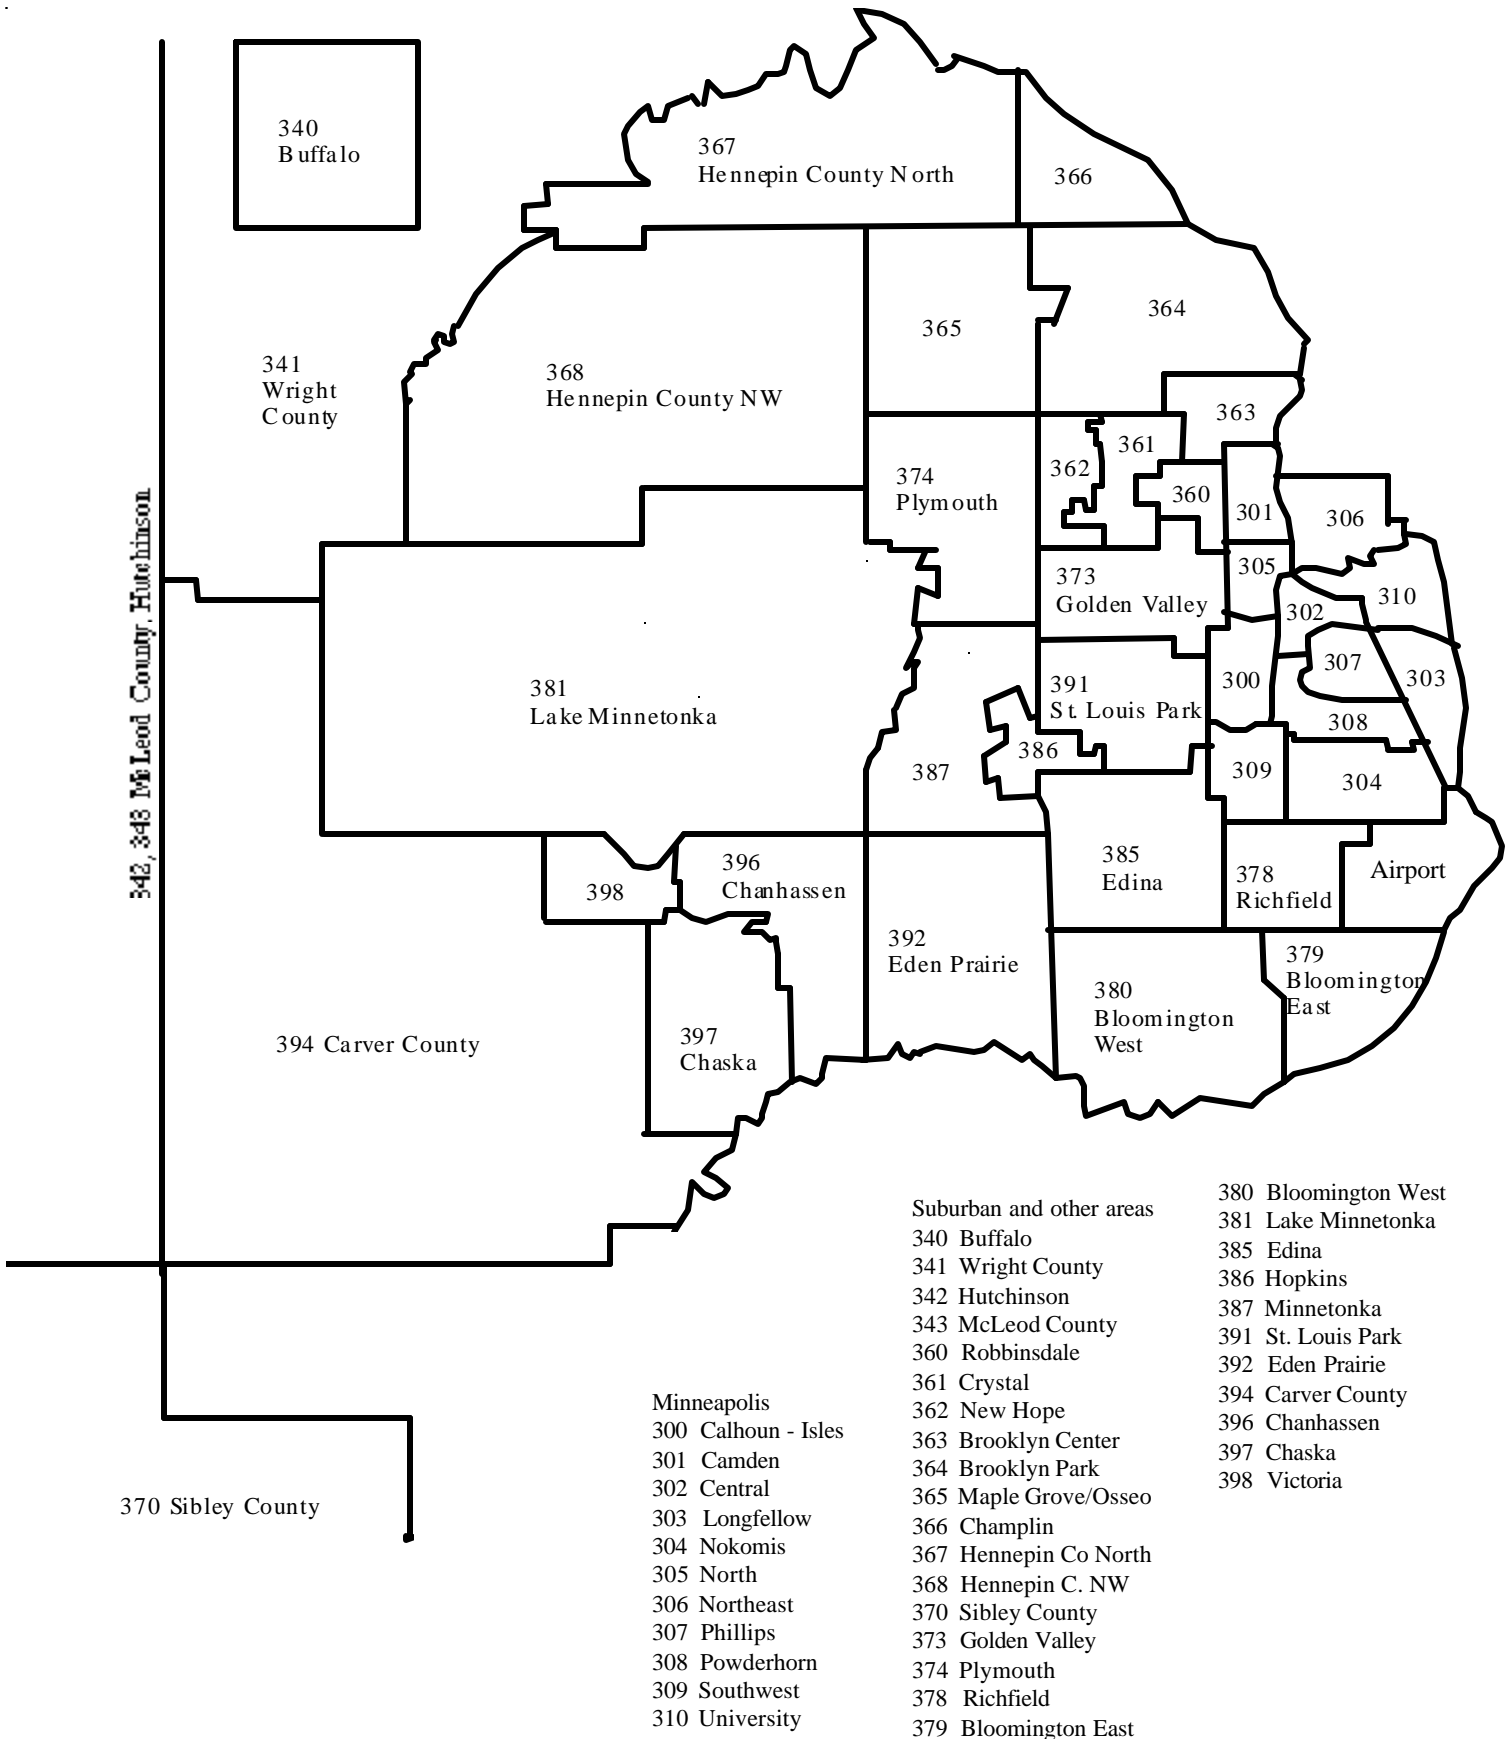 340
Buffalo
367
Hennepin County North
366
364
365
341
Wright
County
368
Hennepin County NW
363
361
362
374
Plymouth
360
301
306
342, 343 McLeod County, Hutchinson
305
373
Golden Valley
310
302
307
303
300
391
St. Louis Park
381
Lake Minnetonka
308
386
387
309
304
385
Edina
396
Chanhassen
398
378
Richfield
Airport
392
Eden Prairie
379
Bloomington
East
380
Bloomington
West
397
Chaska
394 Carver County
370 Sibley County
Minneapolis
300 Calhoun - Isles
301 Camden
302 Central
303 Longfellow
304 Nokomis
305 North
306 Northeast
307 Phillips
308 Powderhorn
309 Southwest
310 University
Suburban and other areas
340 Buffalo
341 Wright County
342 Hutchinson
343 McLeod County
360 Robbinsdale
361 Crystal
362 New Hope
363 Brooklyn Center
364 Brooklyn Park
365 Maple Grove/Osseo
366 Champlin
367 Hennepin Co North
368 Hennepin C. NW
370 Sibley County
373 Golden Valley
374 Plymouth
378 Richfield
379 Bloomington East
380 Bloomington West
381 Lake Minnetonka
385 Edina
386 Hopkins
387 Minnetonka
391 St. Louis Park
392 Eden Prairie
394 Carver County
396 Chanhassen
397 Chaska
398 Victoria